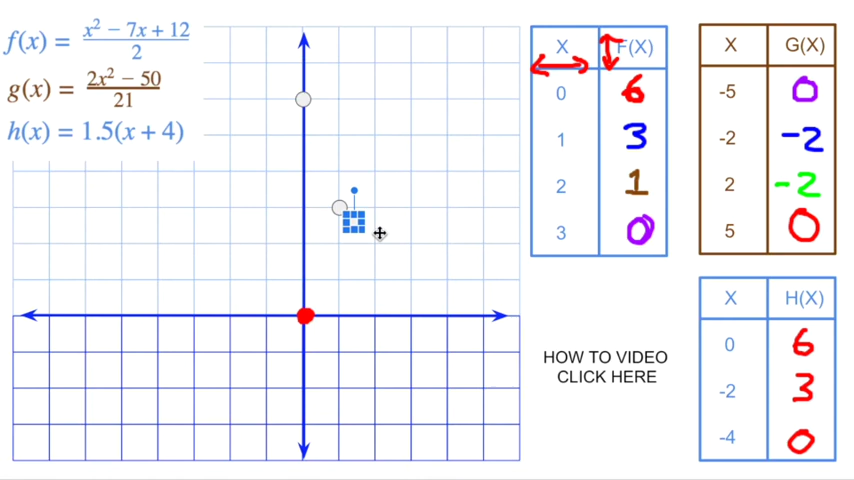 f(x) = (x² − 7x + 12)/2
g(x) = (2x² − 50)/21
h(x) = 1.5(x + 4)
X F(X)
0 6
1 3
2 1
3 0
X G(X)
-5 0
-2 -2
2 -2
5 0
HOW TO VIDEO
CLICK HERE
X H(X)
0 6
-2 3
-4 0